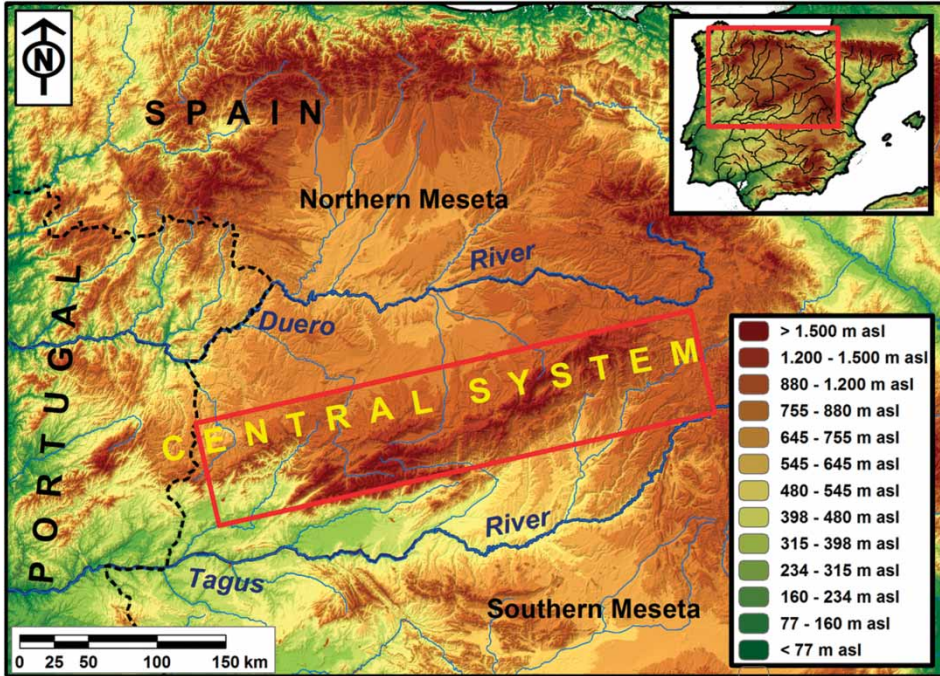 N
SPAIN
Northern Meseta
River
Duero
PORTUGAL
CENTRAL SYSTEM
River
Tagus
Southern Meseta
> 1.500 m asl
1.200 - 1.500 m asl
880 - 1.200 m asl
755 - 880 m asl
645 - 755 m asl
545 - 645 m asl
480 - 545 m asl
398 - 480 m asl
315 - 398 m asl
234 - 315 m asl
160 - 234 m asl
77 - 160 m asl
< 77 m asl
0 25 50 100 150 km